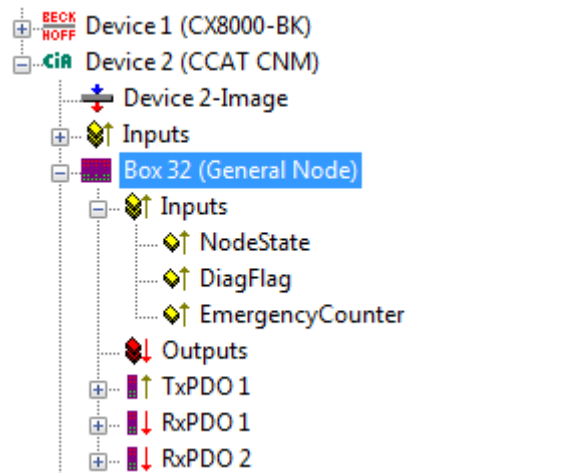 BECK
HOFF Device 1 (CX8000-BK)
CiA Device 2 (CCAT CNM)
Device 2-Image
Inputs
Box 32 (General Node)
Inputs
NodeState
DiagFlag
EmergencyCounter
Outputs
TxPDO 1
RxPDO 1
RxPDO 2